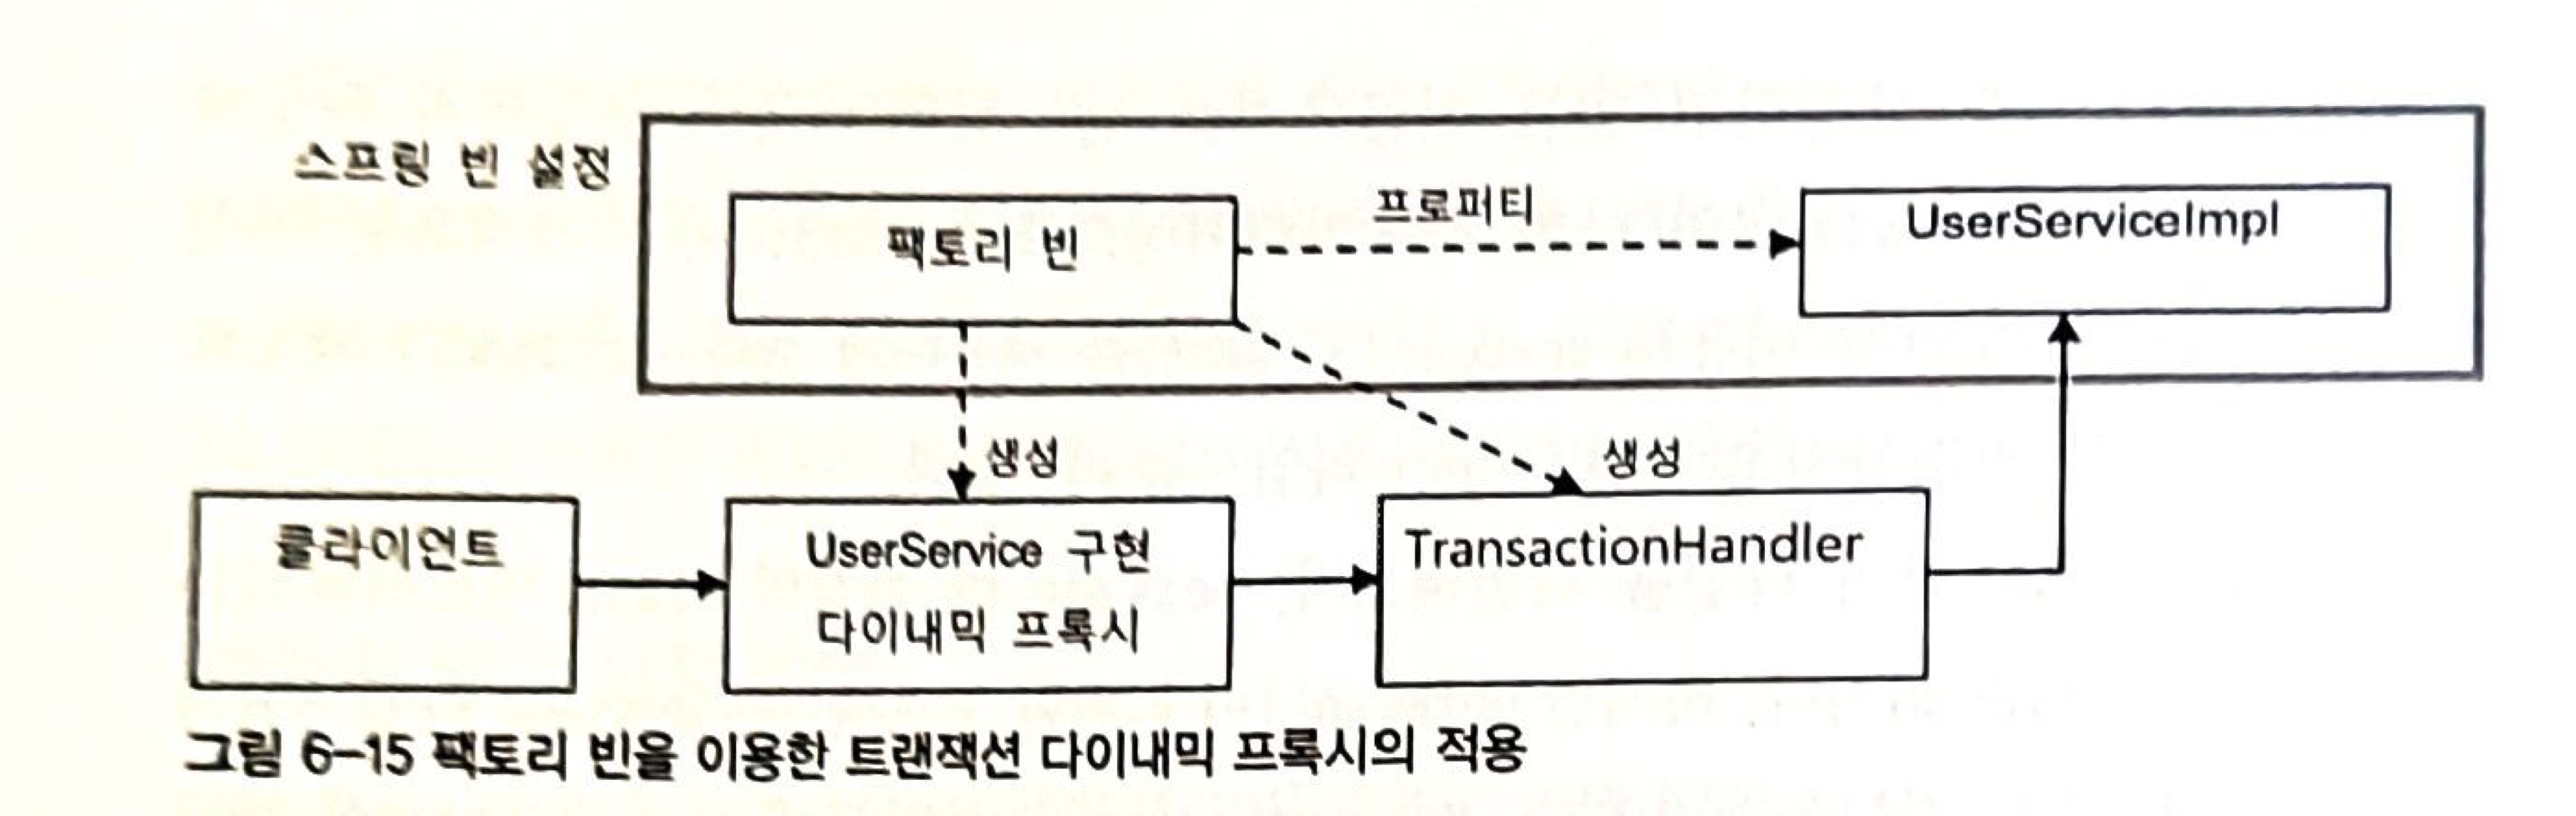 스프링 빈 설정
팩토리 빈
프로퍼티
UserServiceImpl
생성
생성
클라이언트
UserService 구현
다이내믹 프록시
TransactionHandler
그림 6-15 팩토리 빈을 이용한 트랜잭션 다이내믹 프록시의 적용